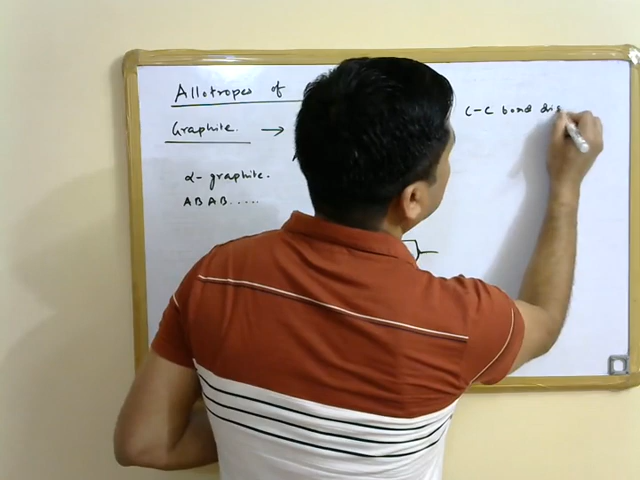 Allotropes of
Graphite. →
α- graphite.
ABAB.....
C-C bond dis